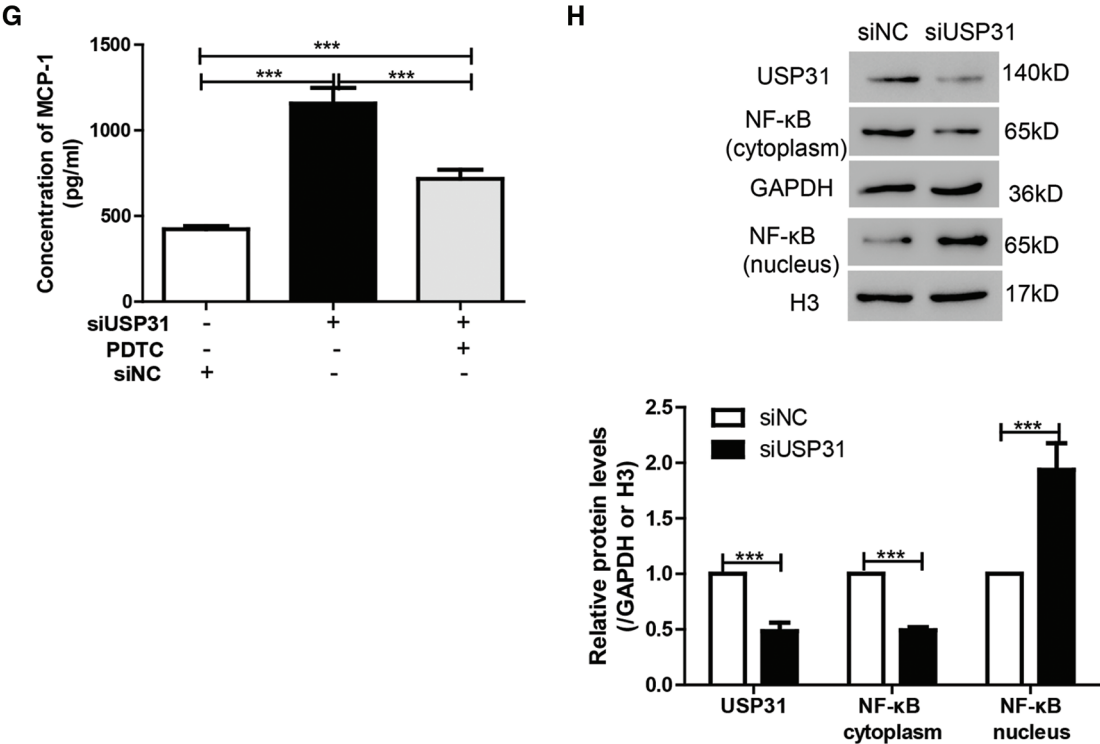 G
Concentration of MCP-1
(pg/ml)
1500
1000
500
0
***
***
***
siUSP31 - + +
PDTC - - +
siNC + - -
H
siNC siUSP31
USP31 140kD
NF-κB
(cytoplasm) 65kD
GAPDH 36kD
NF-κB
(nucleus) 65kD
H3 17kD
Relative protein levels
(/GAPDH or H3)
2.5
2.0
1.5
1.0
0.5
0.0
siNC
siUSP31
***
***
***
USP31 NF-κB NF-κB
cytoplasm nucleus